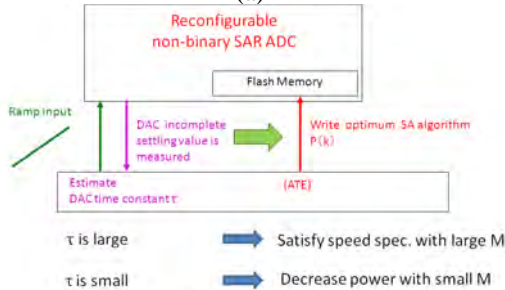 Reconfigurable
non-binary SAR ADC
Flash Memory
Ramp input
DAC incomplete
settling value is
measured
Write optimum SA algorithm
P(k)
Estimate
DAC time constant τ
(ATE)
τ is large
Satisfy speed spec. with large M
τ is small
Decrease power with small M